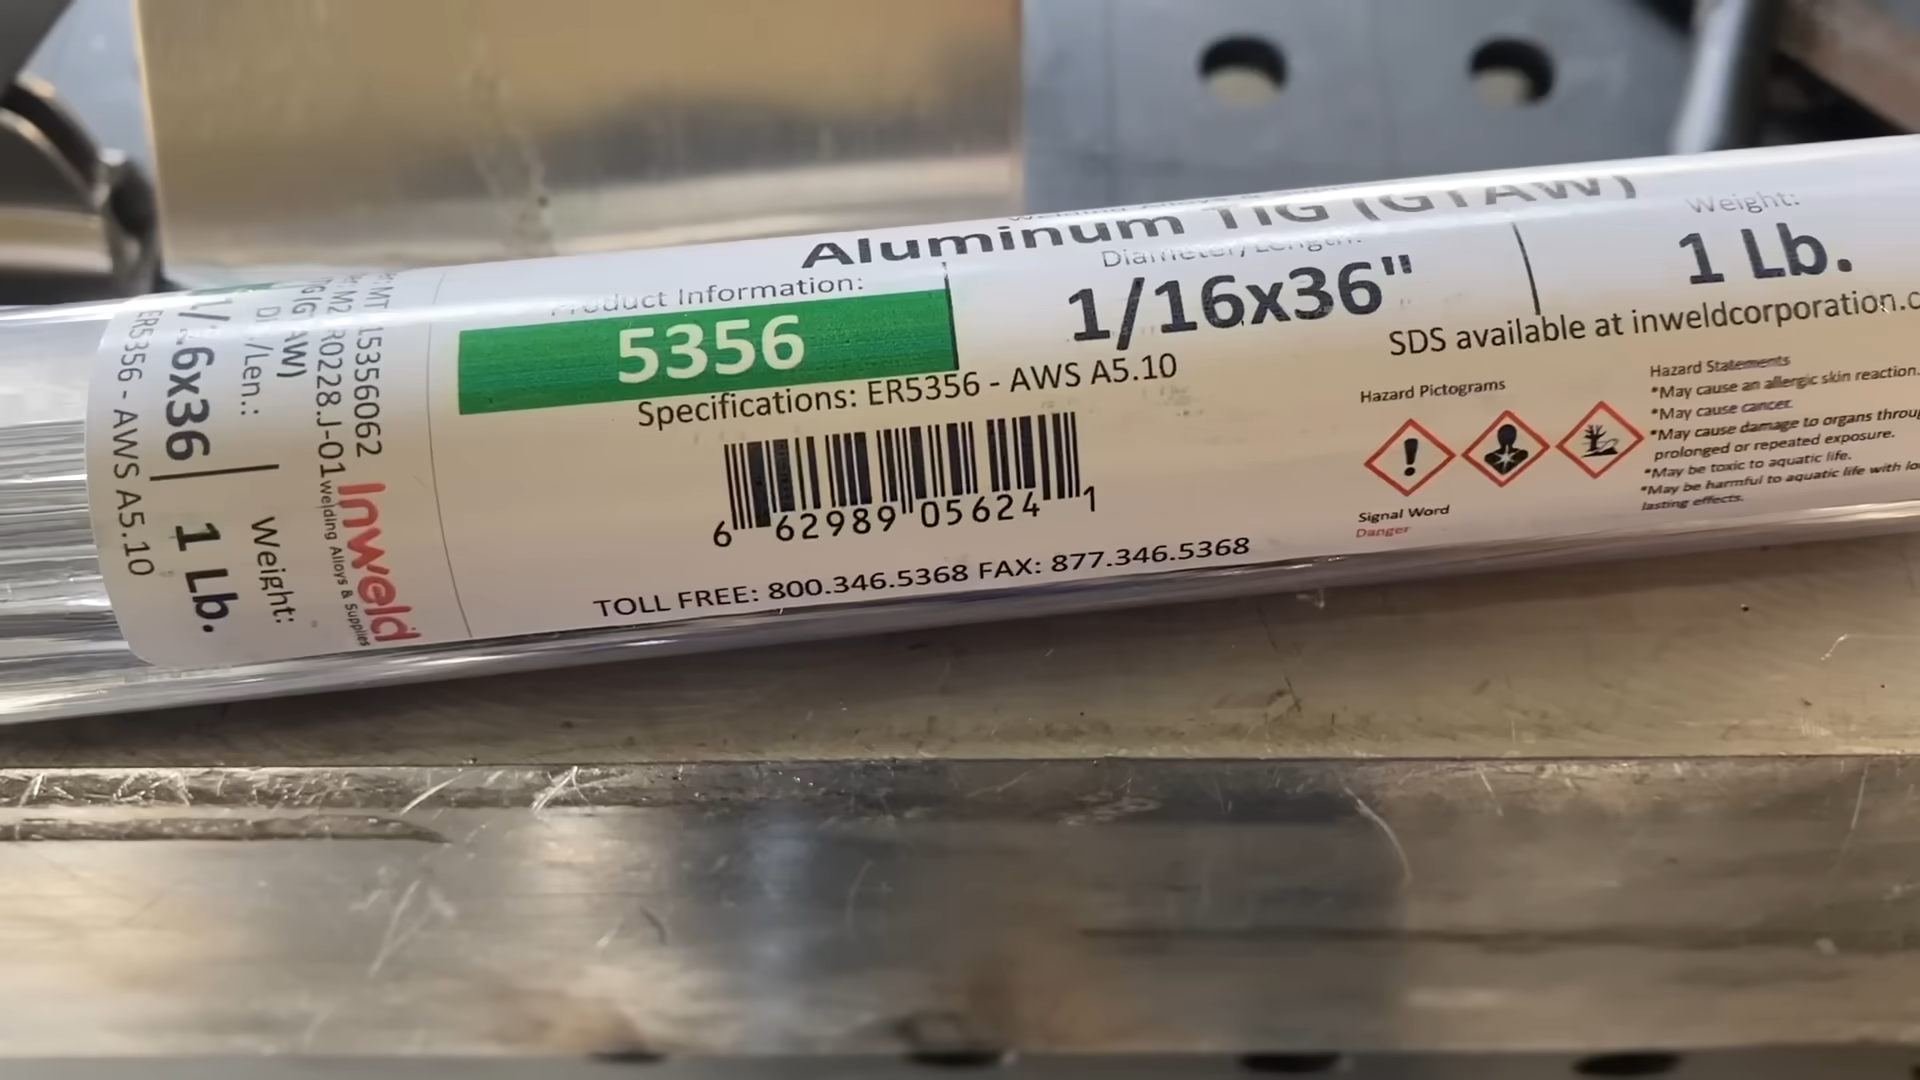 Aluminum TIG (GTAW)
Product Information:
5356
Diameter/Length:
1/16x36"
Weight:
1 Lb.
Specifications: ER5356 - AWS A5.10
SDS available at inweldcorporation.c
6 62989 05624 1
TOLL FREE: 800.346.5368 FAX: 877.346.5368
Hazard Pictograms
Signal Word
Danger
Hazard Statements
*May cause an allergic skin reaction.
*May cause cancer.
*May cause damage to organs throu
prolonged or repeated exposure.
*May be toxic to aquatic life.
*May be harmful to aquatic life with lo
lasting effects.
Inweld
Welding Alloys & Supplies
L5356062
R0228.J-01
/Len.:
Weight:
6x36
1 Lb.
ER5356 - AWS A5.10